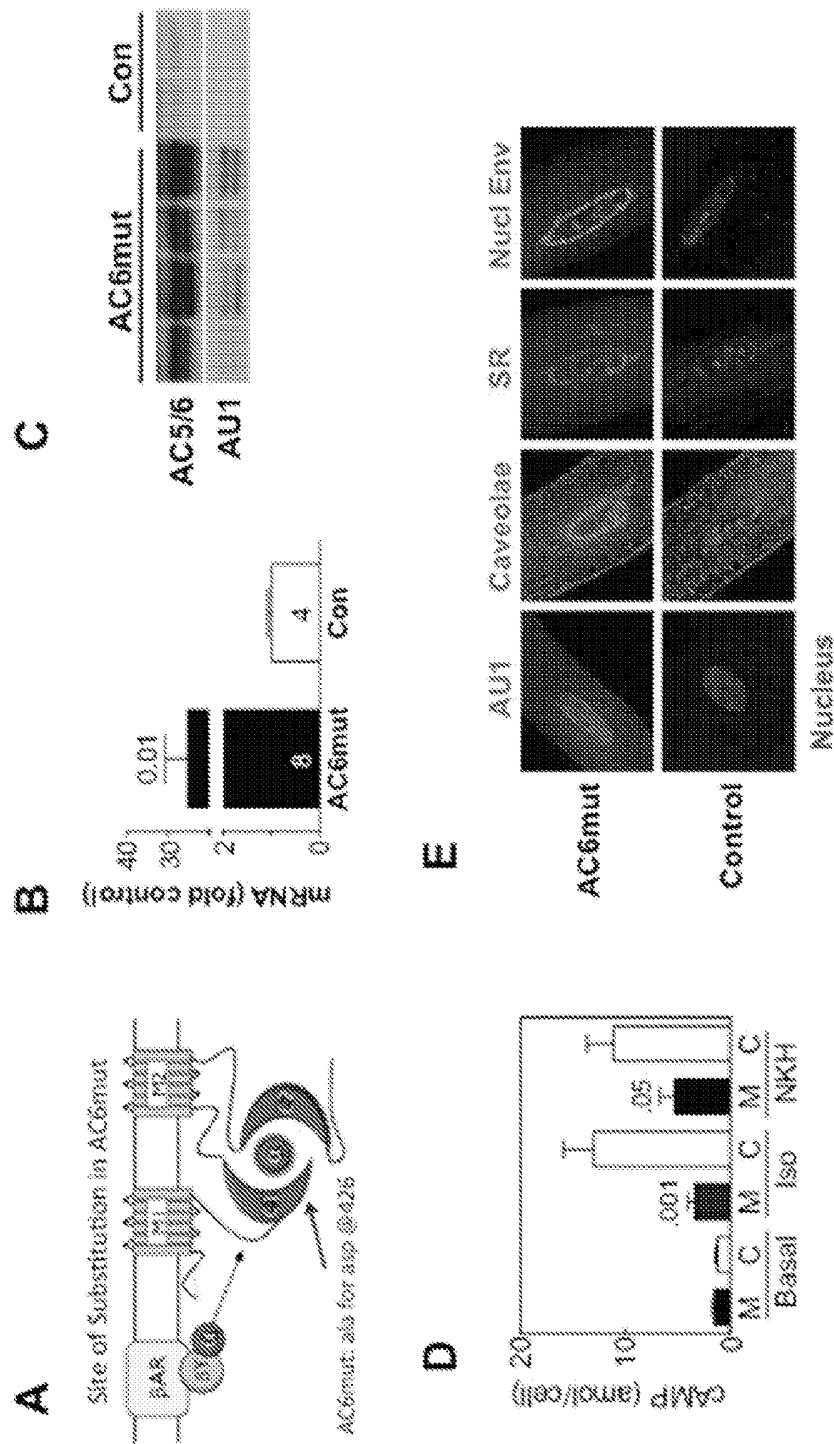 A
Site of Substitution in AC6mut
βAR
M1
M2
AC6mut: ala for asp @426
B
mRNA (fold control)
40
30
2
0
0.01
8
4
AC6mut
Con
C
AC6mut
Con
AC5/6
AU1
D
cAMP (amol/cell)
20
10
0
.001
.05
M C M C M C
Basal Iso NKH
E
AU1 Caveolae SR Nucl Env
AC6mut
Control
Nucleus